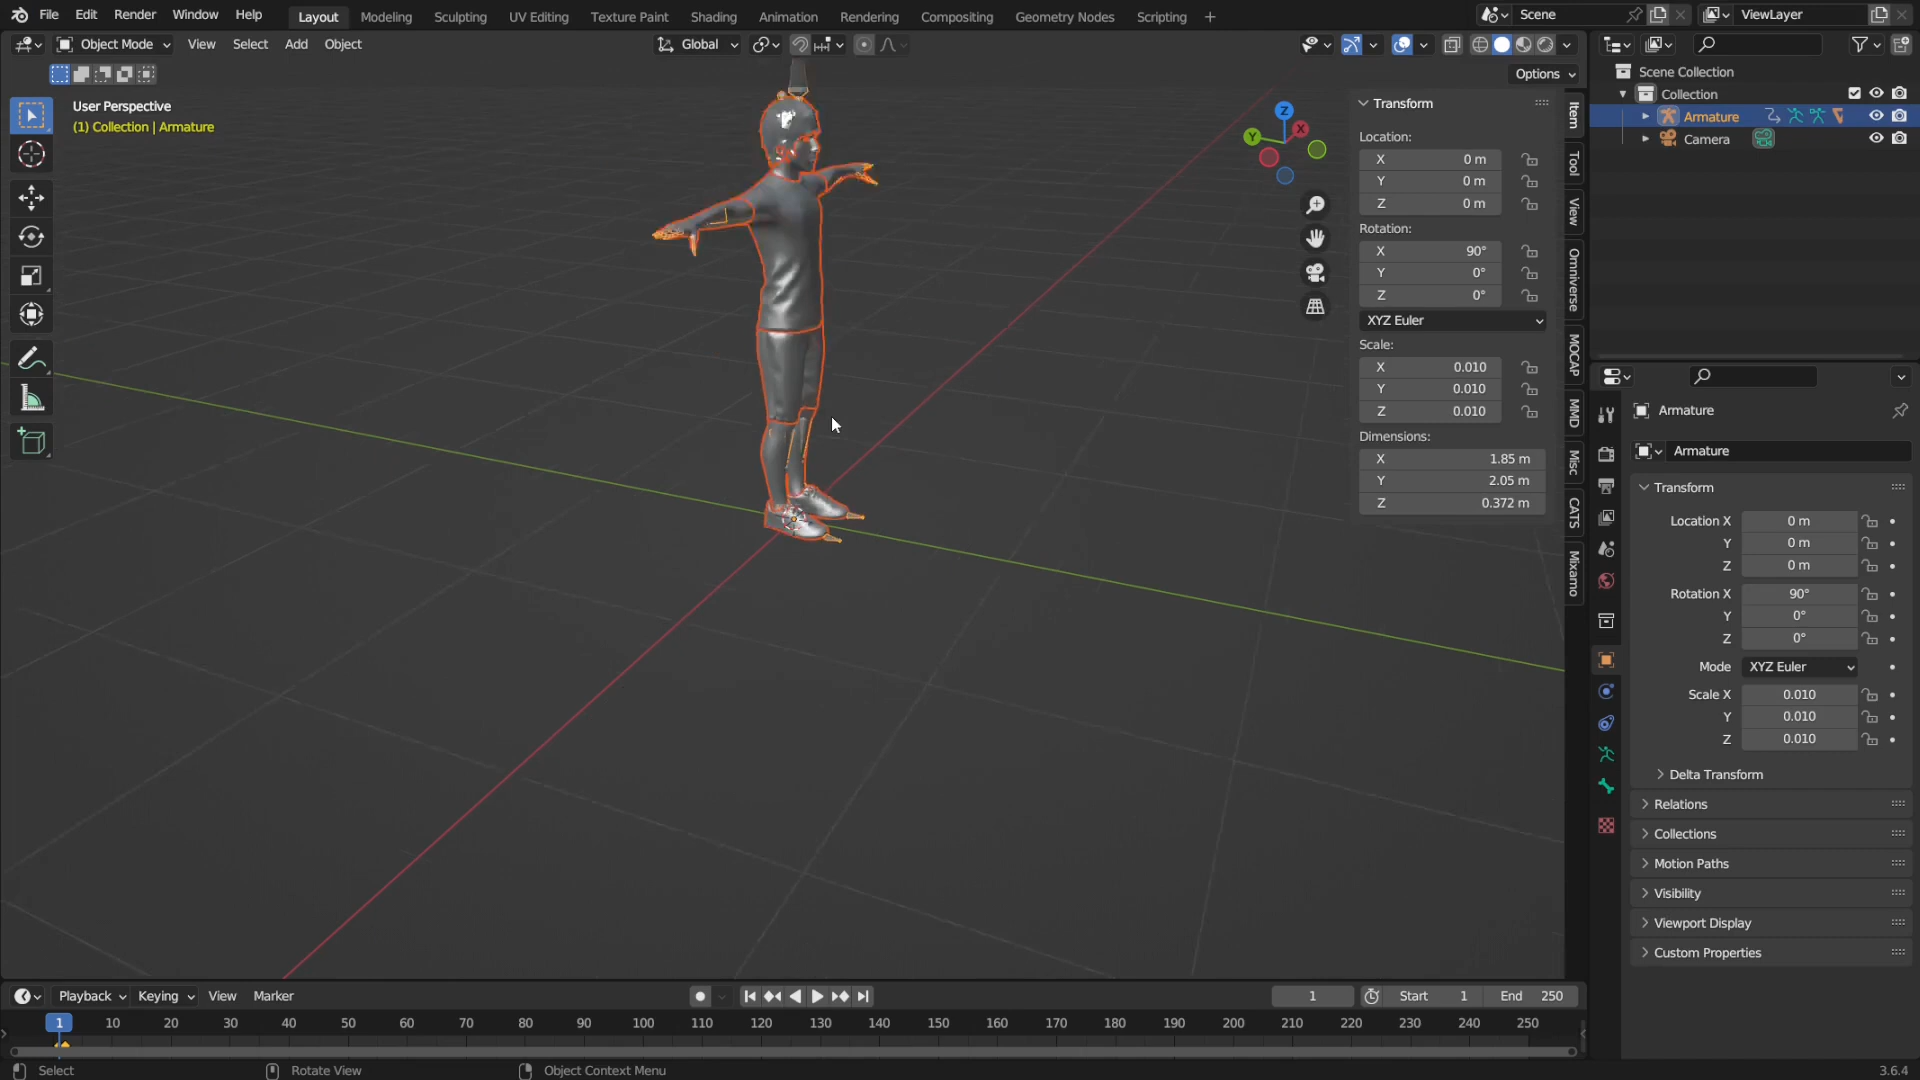 File Edit Render Window Help Layout Modeling Sculpting UV Editing Texture Paint Shading Animation Rendering Compositing Geometry Nodes Scripting + Scene ViewLayer
Object Mode View Select Add Object Global
Options
User Perspective
(1) Collection | Armature
Z
X
Y
Transform
Location:
X 0 m
Y 0 m
Z 0 m
Rotation:
X 90°
Y 0°
Z 0°
XYZ Euler
Scale:
X 0.010
Y 0.010
Z 0.010
Dimensions:
X 1.85 m
Y 2.05 m
Z 0.372 m
Item
Tool
View
Omniverse
MOCAP
MMD
Misc
CATS
Mixamo
Scene Collection
Collection
Armature
Camera
Armature
Armature
Transform
Location X 0 m
Y 0 m
Z 0 m
Rotation X 90°
Y 0°
Z 0°
Mode XYZ Euler
Scale X 0.010
Y 0.010
Z 0.010
Delta Transform
Relations
Collections
Motion Paths
Visibility
Viewport Display
Custom Properties
Playback Keying View Marker 1 Start 1 End 250
1 10 20 30 40 50 60 70 80 90 100 110 120 130 140 150 160 170 180 190 200 210 220 230 240 250
Select Rotate View Object Context Menu 3.6.4